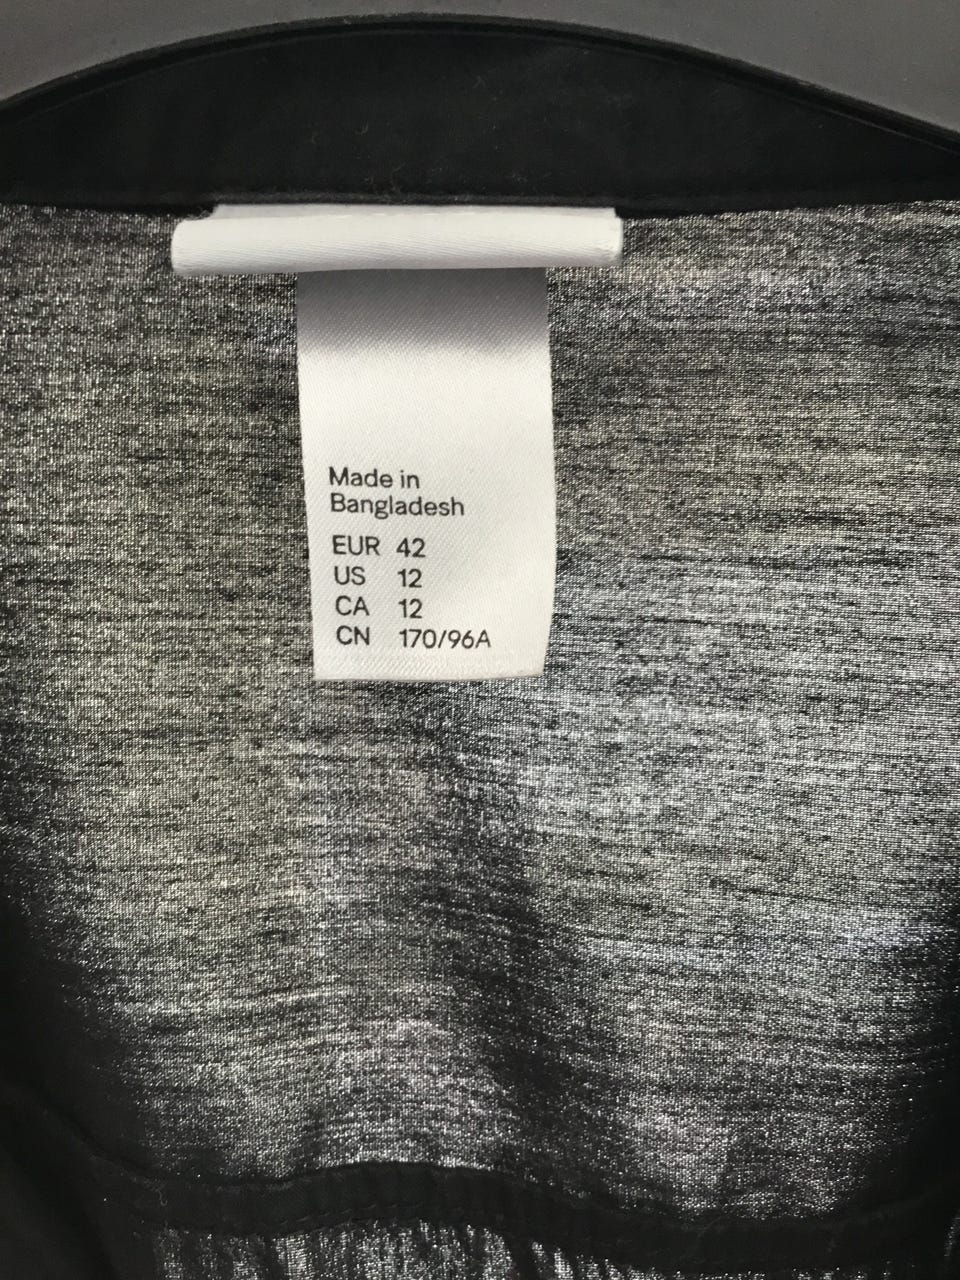 Made in
Bangladesh
EUR 42
US 12
CA 12
CN 170/96A